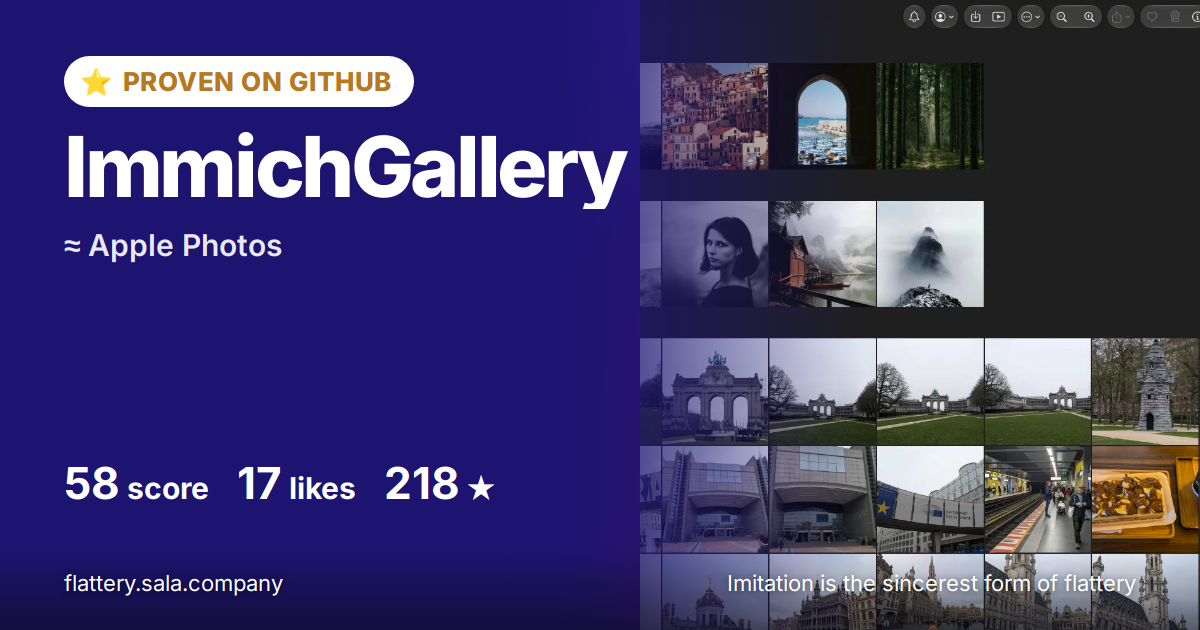 ⭐ PROVEN ON GITHUB
ImmichGallery
≈ Apple Photos
58 score 17 likes 218 ★
flattery.sala.company
Imitation is the sincerest form of flattery